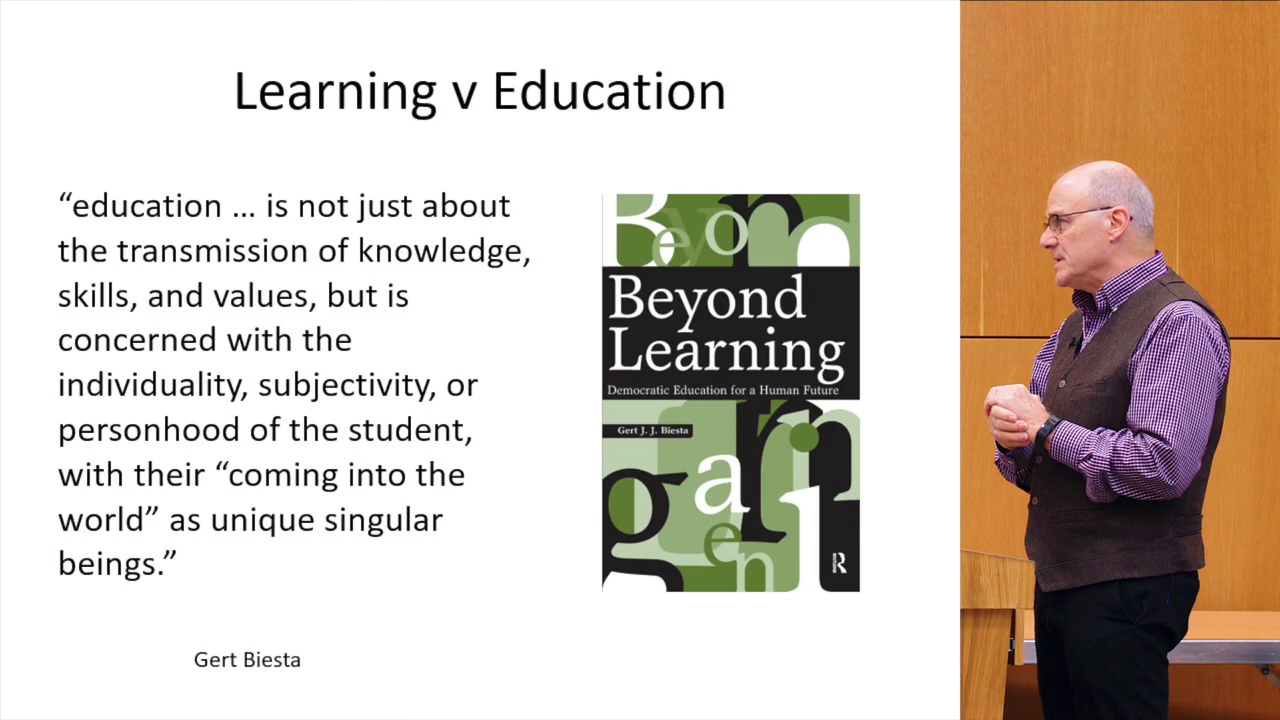 Learning v Education
“education ... is not just about
the transmission of knowledge,
skills, and values, but is
concerned with the
individuality, subjectivity, or
personhood of the student,
with their “coming into the
world” as unique singular
beings.”
Gert Biesta
Beyond
Beyond
Learning
Democratic Education for a Human Future
Gert J. J. Biesta
R